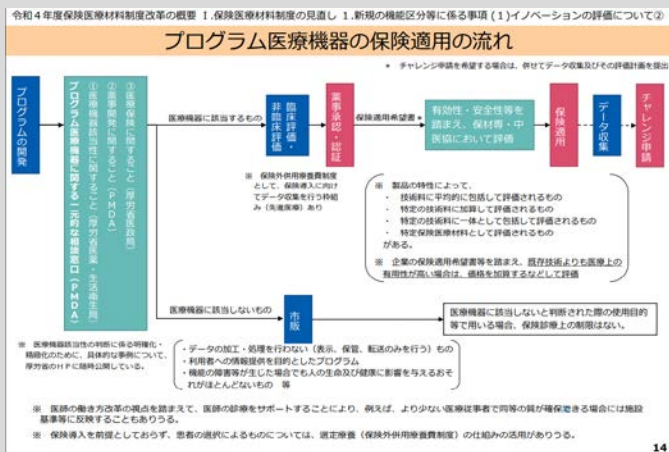 令和４年度保険医療材料制度改革の概要 Ⅰ.保険医療材料制度の見直し 1.新規の機能区分等に係る事項 (1)イノベーションの評価について②
プログラム医療機器の保険適用の流れ
* チャレンジ申請を希望する場合は、併せてデータ収集及びその評価計画を提出
プログラムの開発
プログラム医療機器に関する一元的な相談窓口(PMDA)
①医療機器該当性に関すること(厚労省医薬・生活衛生局)
②薬事開発に関すること(PMDA)
③医療保険に関すること(厚労省医政局)
医療機器に該当するもの
臨床評価・
非臨床評価
薬事承認・認証
保険適用希望書*
有効性・安全性等を
踏まえ、保材専・中
医協において評価
保険適用
データ収集
チャレンジ申請
※ 保険外併用療養費制度
として、保険導入に向け
てデータ収集を行う枠組
み(先進医療)あり
※ 製品の特性によって、
・ 技術料に平均的に包括して評価されるもの
・ 特定の技術料に加算して評価されるもの
・ 特定の技術料に一体として包括して評価されるもの
・ 特定保険医療材料として評価されるもの
がある。
※ 企業の保険適用希望書等を踏まえ、既存技術よりも医療上の
有用性が高い場合は、価格を加算するなどして評価
医療機器に該当しないもの
市販
医療機器に該当しないと判断された際の使用目的
等で用いる場合、保険診療上の制限はない。
※ 医療機器該当性の判断に係る明確化・
精緻化のために、具体的な事例について、
厚労省のHPに随時公開している。
・データの加工・処理を行わない(表示、保管、転送のみを行う)もの
・利用者への情報提供を目的としたプログラム
・機能の障害等が生じた場合でも人の生命及び健康に影響を与えるおそ
れがほとんどないもの 等
※ 医師の働き方改革の視点を踏まえて、医師の診療をサポートすることにより、例えば、より少ない医療従事者で同等の質が確保できる場合には施設
基準等に反映することもありうる。
※ 保険導入を前提としておらず、患者の選択によるものについては、選定療養(保険外併用療養費制度)の仕組みの活用がありうる。
14